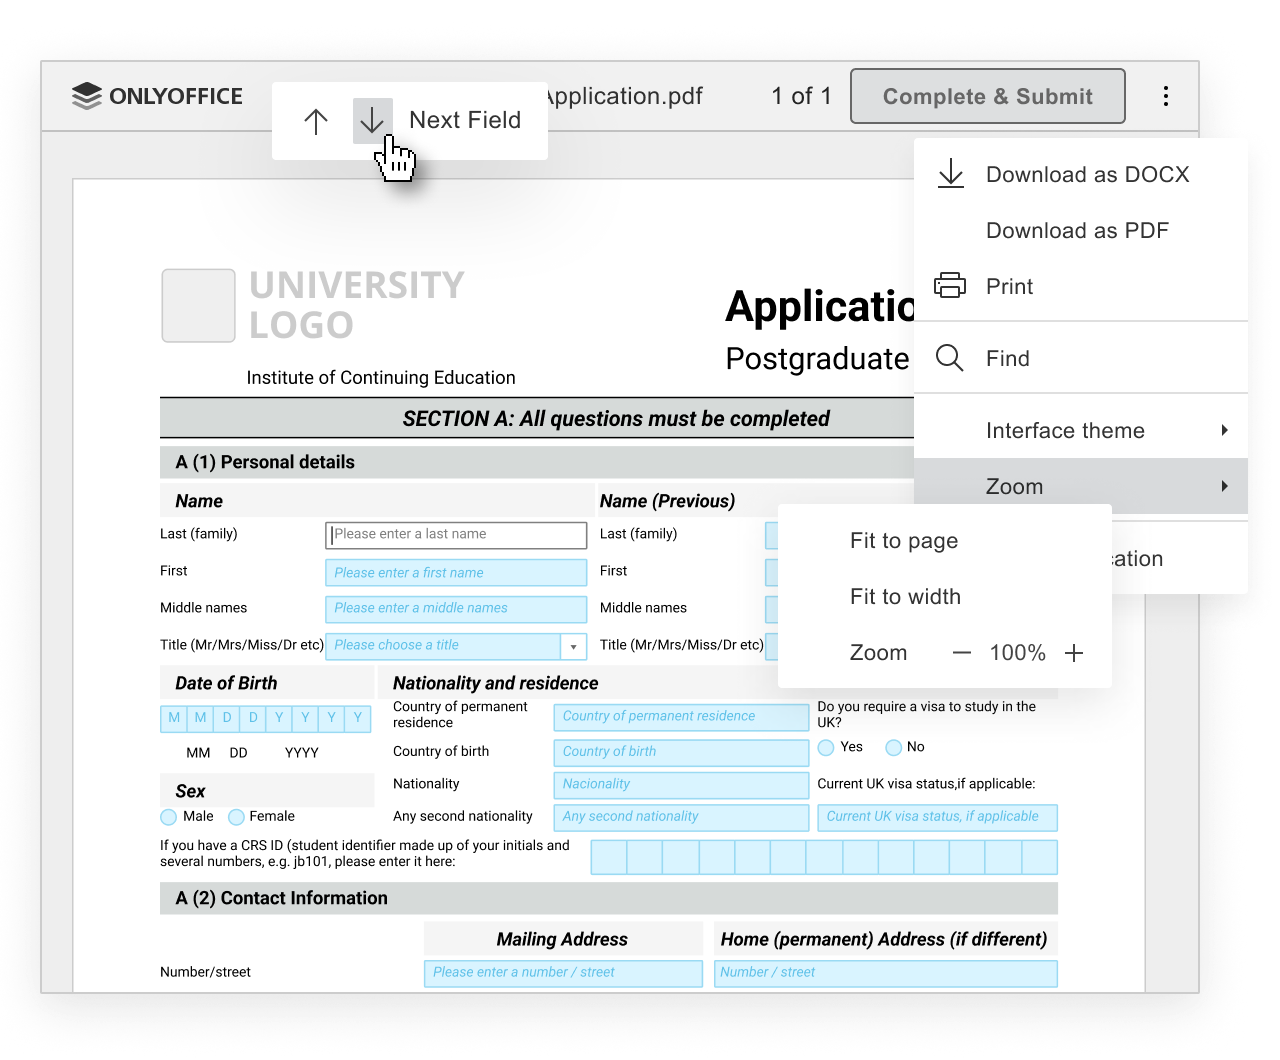 ONLYOFFICE
Next Field
Application.pdf
1 of 1
Complete & Submit
Download as DOCX
Download as PDF
Print
Find
Interface theme
Zoom
Fit to page
Fit to width
Zoom — 100% +
UNIVERSITY
LOGO
Institute of Continuing Education
Postgraduate
SECTION A: All questions must be completed
A (1) Personal details
Name
Name (Previous)
Last (family)
Please enter a last name
Last (family)
First
Please enter a first name
First
Middle names
Please enter a middle names
Middle names
Title (Mr/Mrs/Miss/Dr etc)
Please choose a title
Title (Mr/Mrs/Miss/Dr etc)
Date of Birth
M M D D Y Y Y Y
MM DD YYYY
Sex
Male
Female
Nationality and residence
Country of permanent
residence
Country of permanent residence
Country of birth
Country of birth
Nationality
Nacionality
Any second nationality
Any second nationality
Do you require a visa to study in the
UK?
Yes
No
Current UK visa status,if applicable:
Current UK visa status, if applicable
If you have a CRS ID (student identifier made up of your initials and
several numbers, e.g. jb101, please enter it here:
A (2) Contact Information
Mailing Address
Home (permanent) Address (if different)
Number/street
Please enter a number / street
Number / street